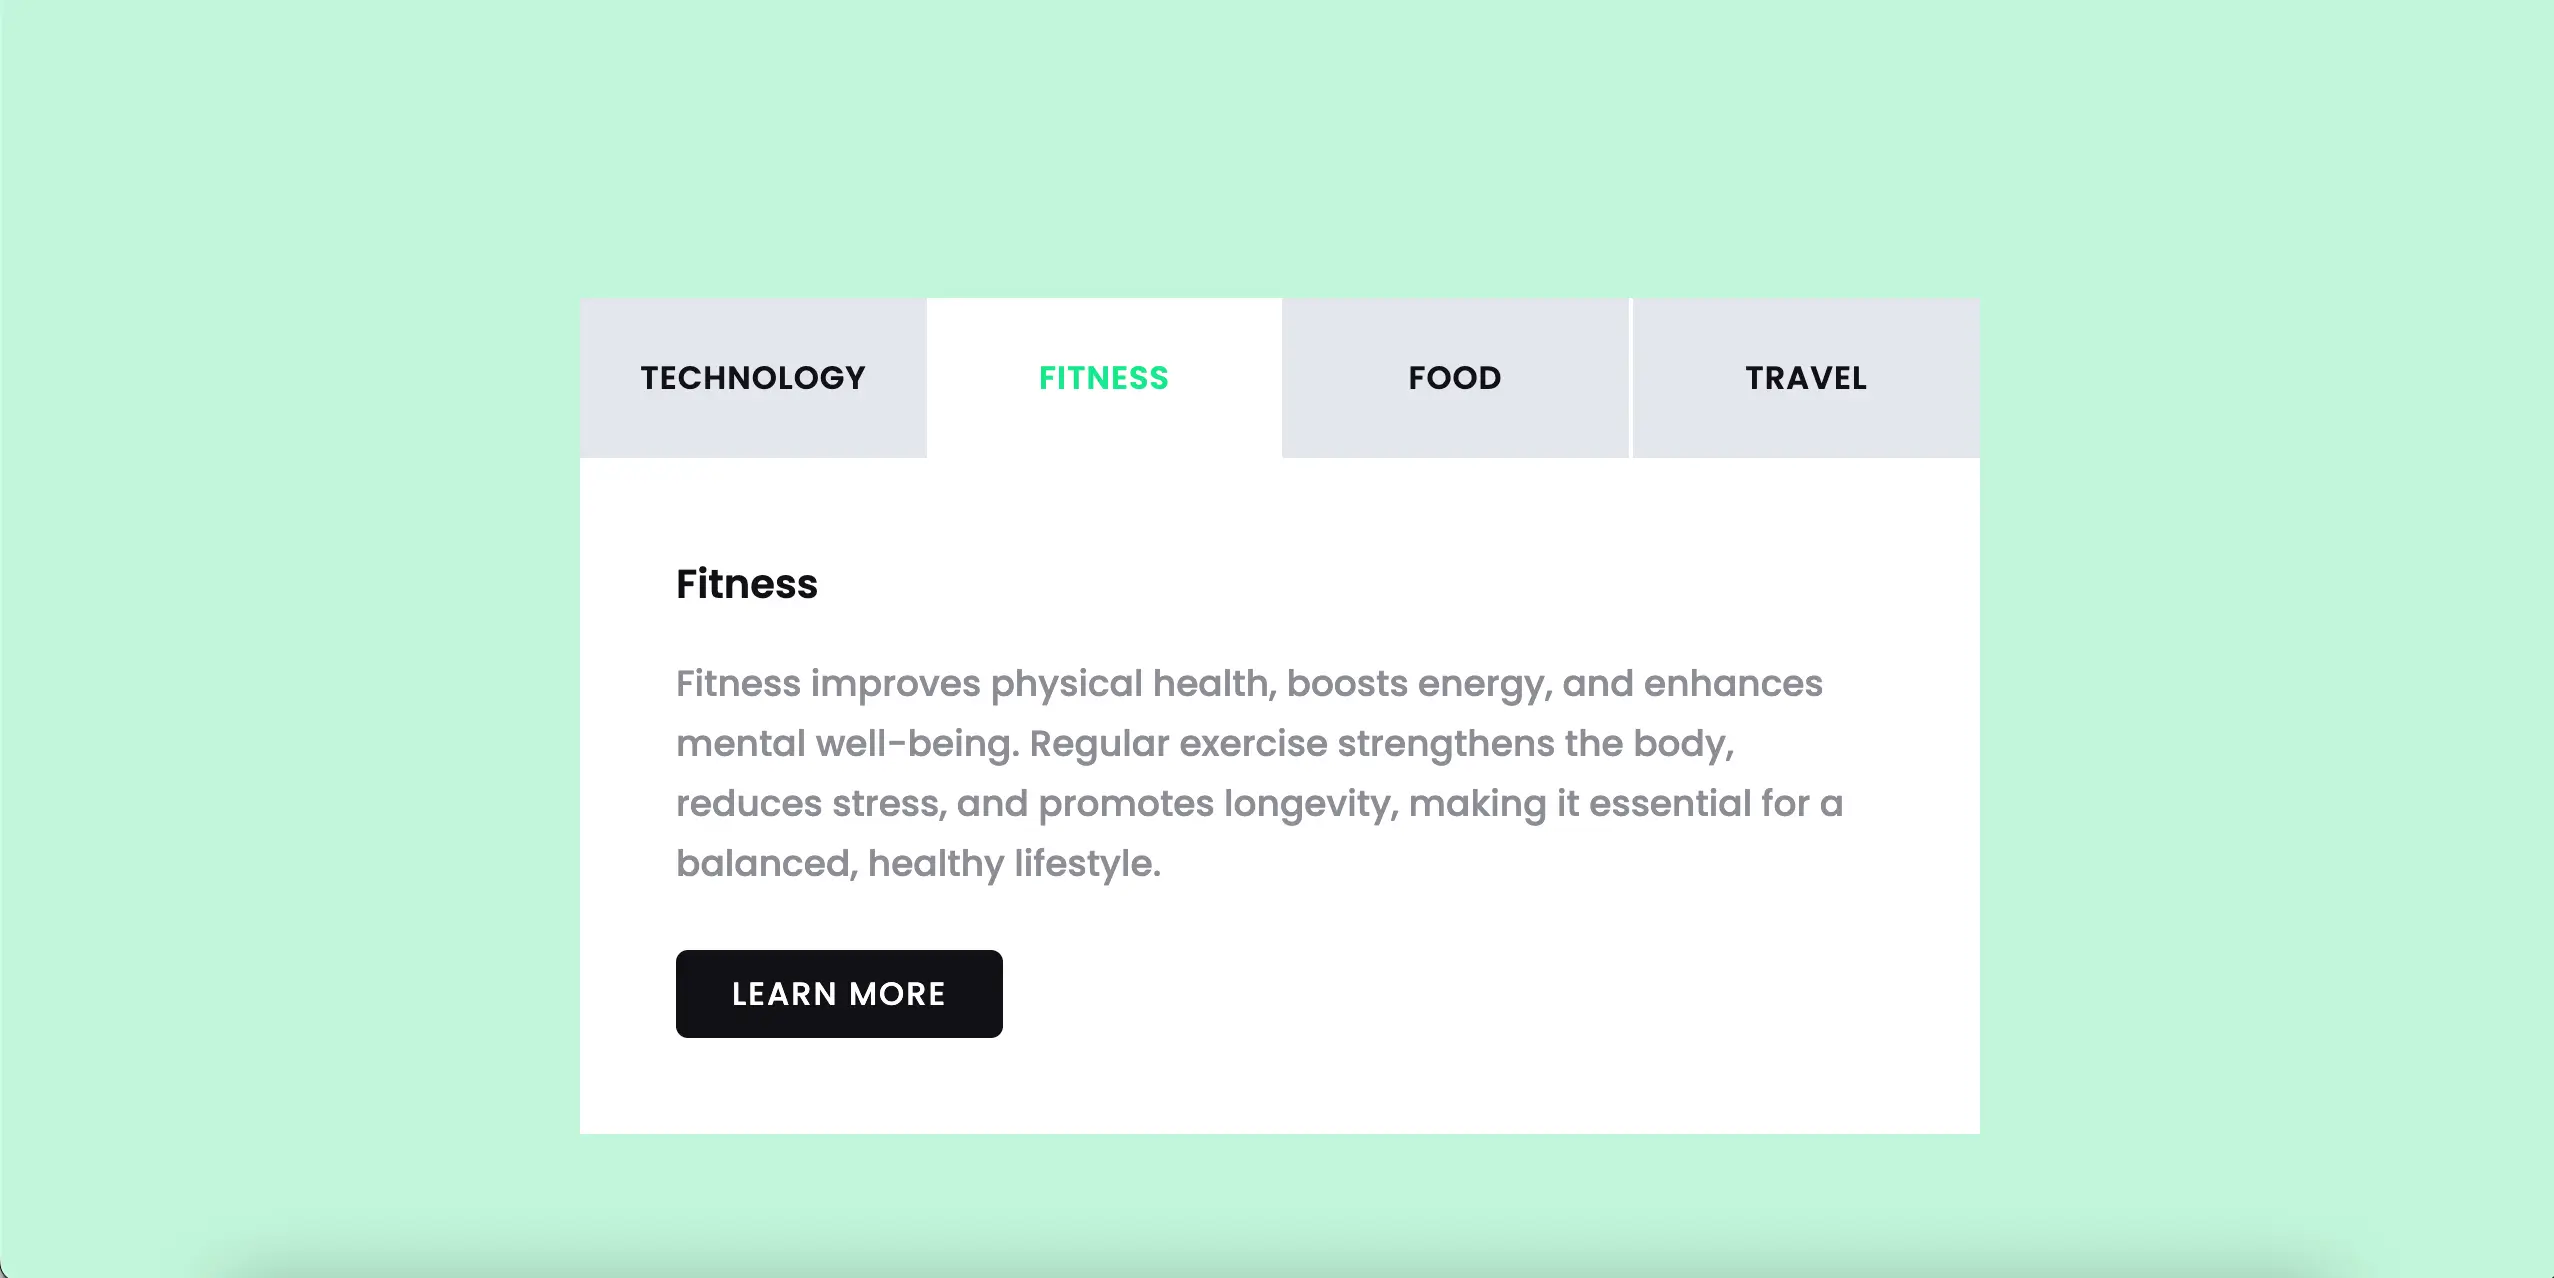 TECHNOLOGY FITNESS FOOD TRAVEL
Fitness
Fitness improves physical health, boosts energy, and enhances
mental well-being. Regular exercise strengthens the body,
reduces stress, and promotes longevity, making it essential for a
balanced, healthy lifestyle.
LEARN MORE